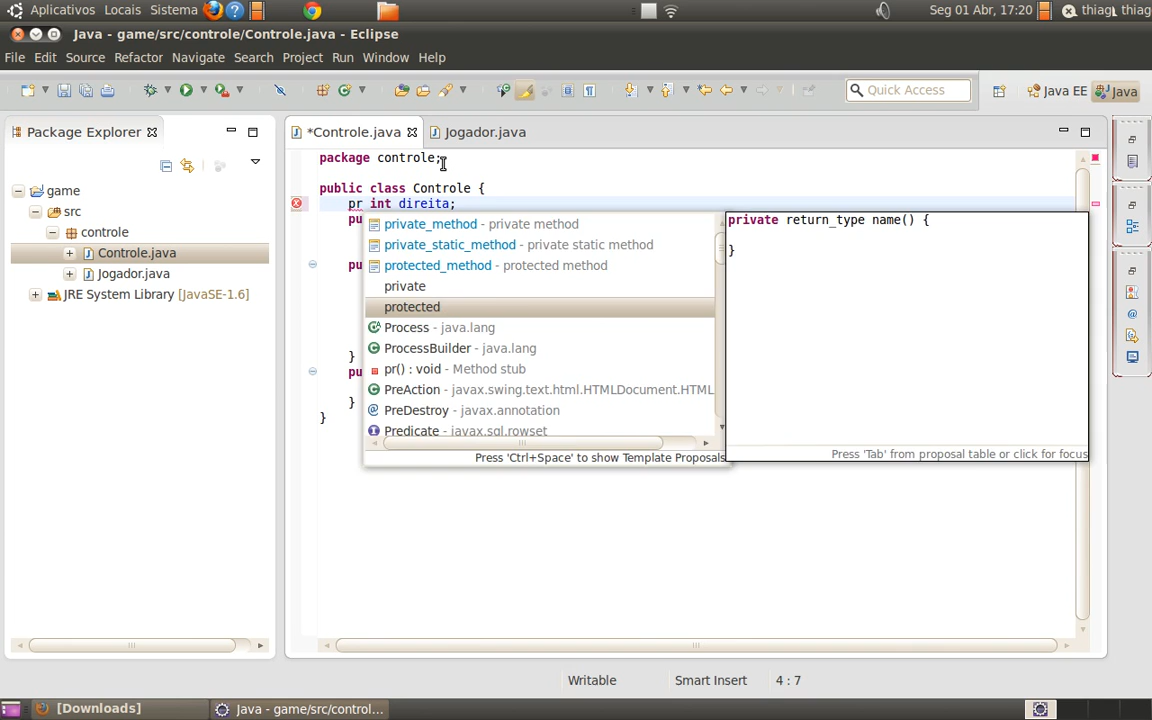 Aplicativos Locais Sistema ? Seg 01 Abr, 17:20 thiag thiag
Java - game/src/controle/Controle.java - Eclipse
File Edit Source Refactor Navigate Search Project Run Window Help
Quick Access Java EE Java
Package Explorer *Controle.java Jogador.java
game
src
controle
Controle.java
Jogador.java
JRE System Library [JavaSE-1.6]
package controle;
public class Controle {
pr int direita;
pu
pu
}
pu
}
}
private_method - private method
private_static_method - private static method
protected_method - protected method
private
protected
Process - java.lang
ProcessBuilder - java.lang
pr() : void - Method stub
PreAction - javax.swing.text.html.HTMLDocument.HTML
PreDestroy - javax.annotation
Predicate - javax.sql.rowset
Press 'Ctrl+Space' to show Template Proposals
private return_type name() {
}
Press 'Tab' from proposal table or click for focus
Writable Smart Insert 4 : 7
[Downloads] Java - game/src/control...